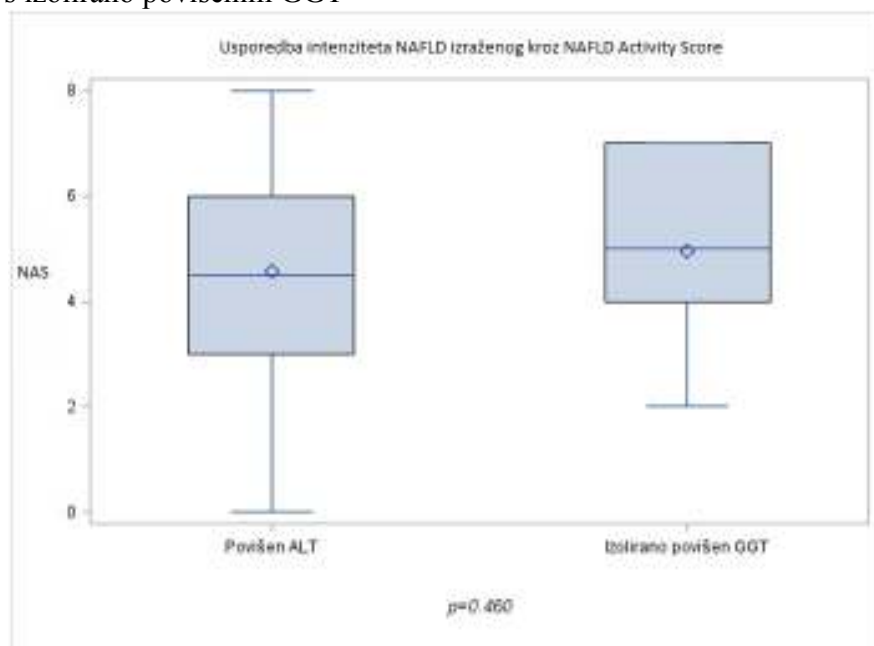 s izolirano povišenim GGT
Usporedba intenziteta NAFLD izraženog kroz NAFLD Activity Score
8
6
NAS
4
2
0
Povišen ALT
Izolirano povišen GGT
p=0.460